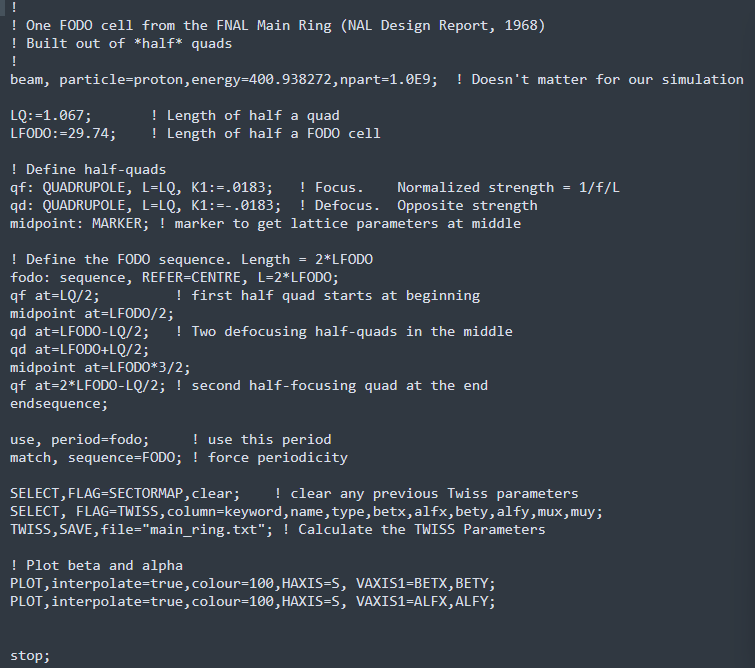 !
! One FODO cell from the FNAL Main Ring (NAL Design Report, 1968)
! Built out of *half* quads
!
beam, particle=proton,energy=400.938272,npart=1.0E9;  ! Doesn't matter for our simulation

LQ:=1.067;       ! Length of half a quad
LFODO:=29.74;    ! Length of half a FODO cell

! Define half-quads
qf: QUADRUPOLE, L=LQ, K1:=.0183;   ! Focus.    Normalized strength = 1/f/L
qd: QUADRUPOLE, L=LQ, K1:=-.0183;  ! Defocus.  Opposite strength
midpoint: MARKER; ! marker to get lattice parameters at middle

! Define the FODO sequence. Length = 2*LFODO
fodo: sequence, REFER=CENTRE, L=2*LFODO;
qf at=LQ/2;         ! first half quad starts at beginning
midpoint at=LFODO/2;
qd at=LFODO-LQ/2;   ! Two defocusing half-quads in the middle
qd at=LFODO+LQ/2;
midpoint at=LFODO*3/2;
qf at=2*LFODO-LQ/2; ! second half-focusing quad at the end
endsequence;

use, period=fodo;     ! use this period
match, sequence=FODO; ! force periodicity

SELECT,FLAG=SECTORMAP,clear;    ! clear any previous Twiss parameters
SELECT, FLAG=TWISS,column=keyword,name,type,betx,alfx,bety,alfy,mux,muy;
TWISS,SAVE,file="main_ring.txt"; ! Calculate the TWISS Parameters

! Plot beta and alpha
PLOT,interpolate=true,colour=100,HAXIS=S, VAXIS1=BETX,BETY;
PLOT,interpolate=true,colour=100,HAXIS=S, VAXIS1=ALFX,ALFY;


stop;